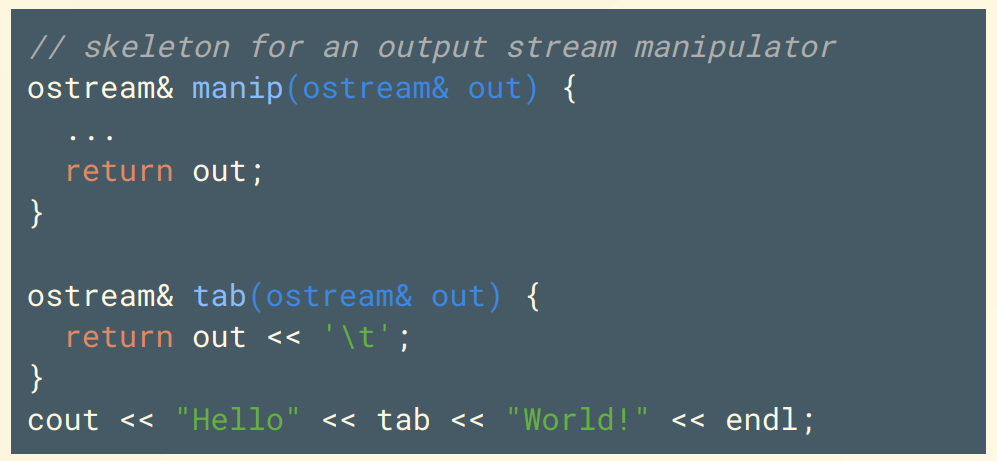 // skeleton for an output stream manipulator
ostream& manip(ostream& out) {
  ...
  return out;
}

ostream& tab(ostream& out) {
  return out << '\t';
}
cout << "Hello" << tab << "World!" << endl;